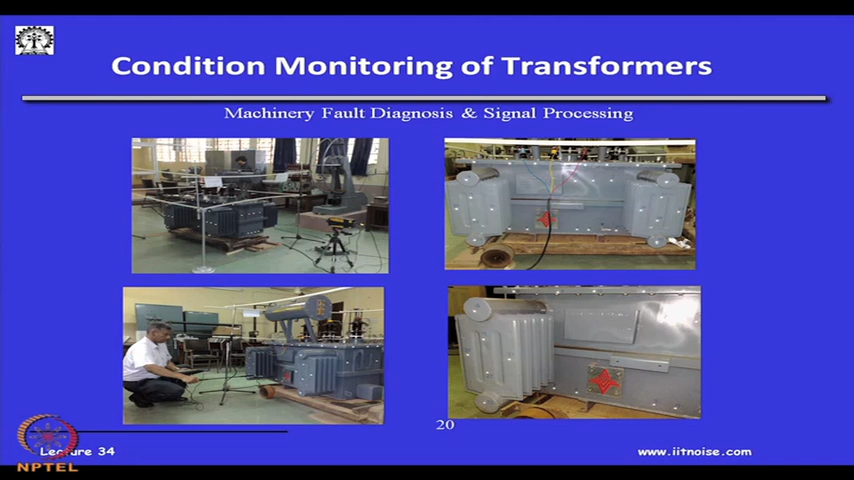 Condition Monitoring of Transformers
Machinery Fault Diagnosis & Signal Processing
20
Lecture 34
www.iitnoise.com
NPTEL